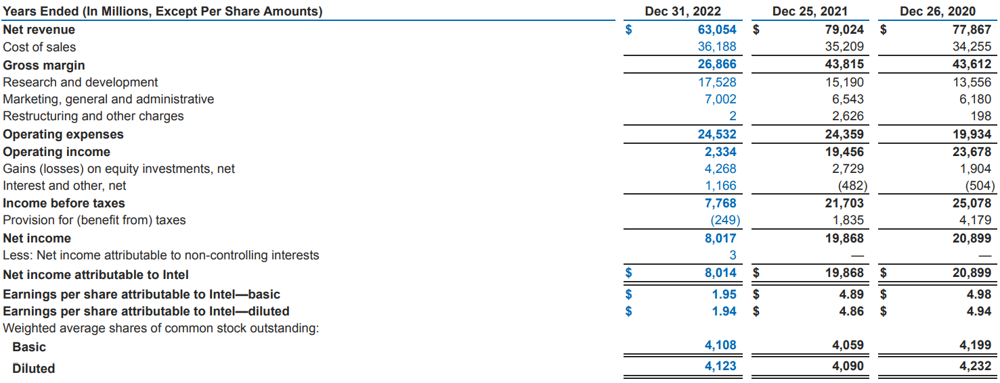 Years Ended (In Millions, Except Per Share Amounts) Dec 31, 2022 Dec 25, 2021 Dec 26, 2020
Net revenue $ 63,054 $ 79,024 $ 77,867
Cost of sales 36,188 35,209 34,255
Gross margin 26,866 43,815 43,612
Research and development 17,528 15,190 13,556
Marketing, general and administrative 7,002 6,543 6,180
Restructuring and other charges 2 2,626 198
Operating expenses 24,532 24,359 19,934
Operating income 2,334 19,456 23,678
Gains (losses) on equity investments, net 4,268 2,729 1,904
Interest and other, net 1,166 (482) (504)
Income before taxes 7,768 21,703 25,078
Provision for (benefit from) taxes (249) 1,835 4,179
Net income 8,017 19,868 20,899
Less: Net income attributable to non-controlling interests 3 — —
Net income attributable to Intel $ 8,014 $ 19,868 $ 20,899
Earnings per share attributable to Intel—basic $ 1.95 $ 4.89 $ 4.98
Earnings per share attributable to Intel—diluted $ 1.94 $ 4.86 $ 4.94
Weighted average shares of common stock outstanding:
Basic 4,108 4,059 4,199
Diluted 4,123 4,090 4,232